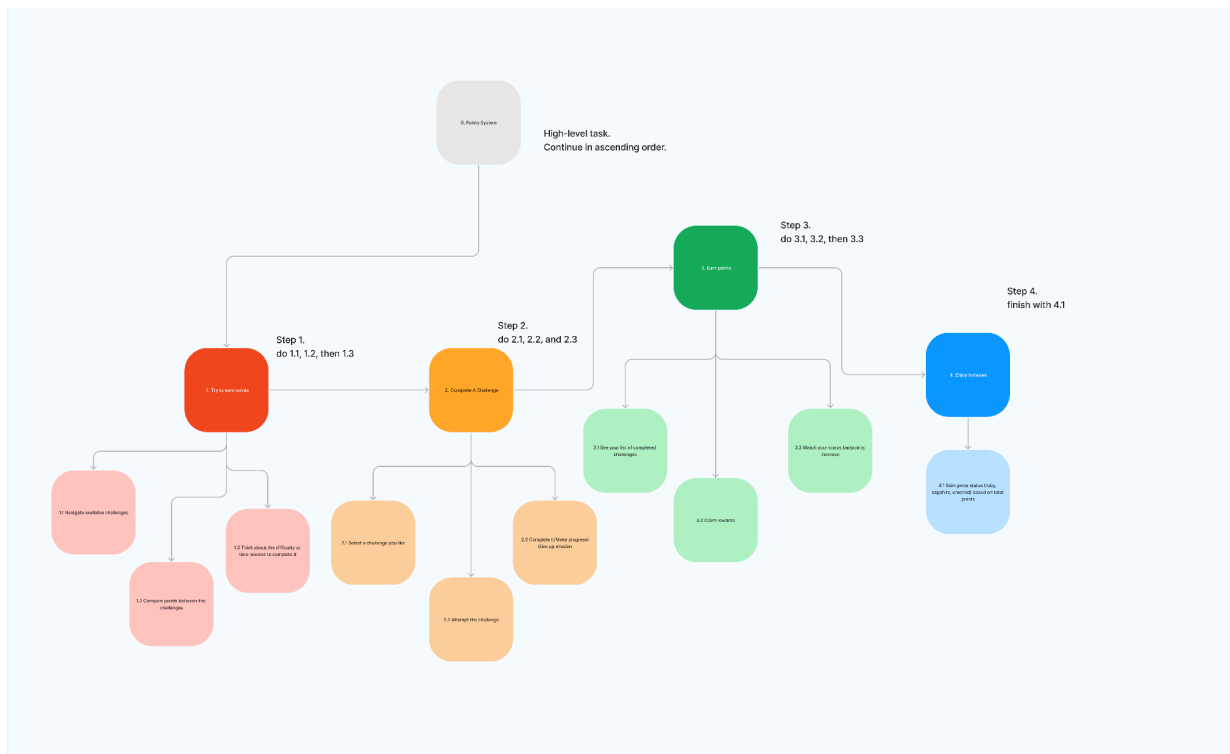 0. Points System
High-level task.
Continue in ascending order.
Step 3.
do 3.1, 3.2, then 3.3
3. Earn points
Step 4.
finish with 4.1
Step 1.
do 1.1, 1.2, then 1.3
Step 2.
do 2.1, 2.2, and 2.3
1. Try to earn points
2. Complete A Challenge
4. Enjoy increases
3.1 See your list of completed
challenges
3.2 Claim rewards
3.3 Watch your status bar/points
increase
4.1 Gain gems status (ruby,
sapphire, emerald) based on total
points
1.1 Navigate available challenges
1.2 Compare points between the
challenges
1.3 Think about the difficulty or
time needed to complete it
2.1 Select a challenge you like
2.2 Attempt the challenge
2.3 Complete it/Make progress/
Give up mission